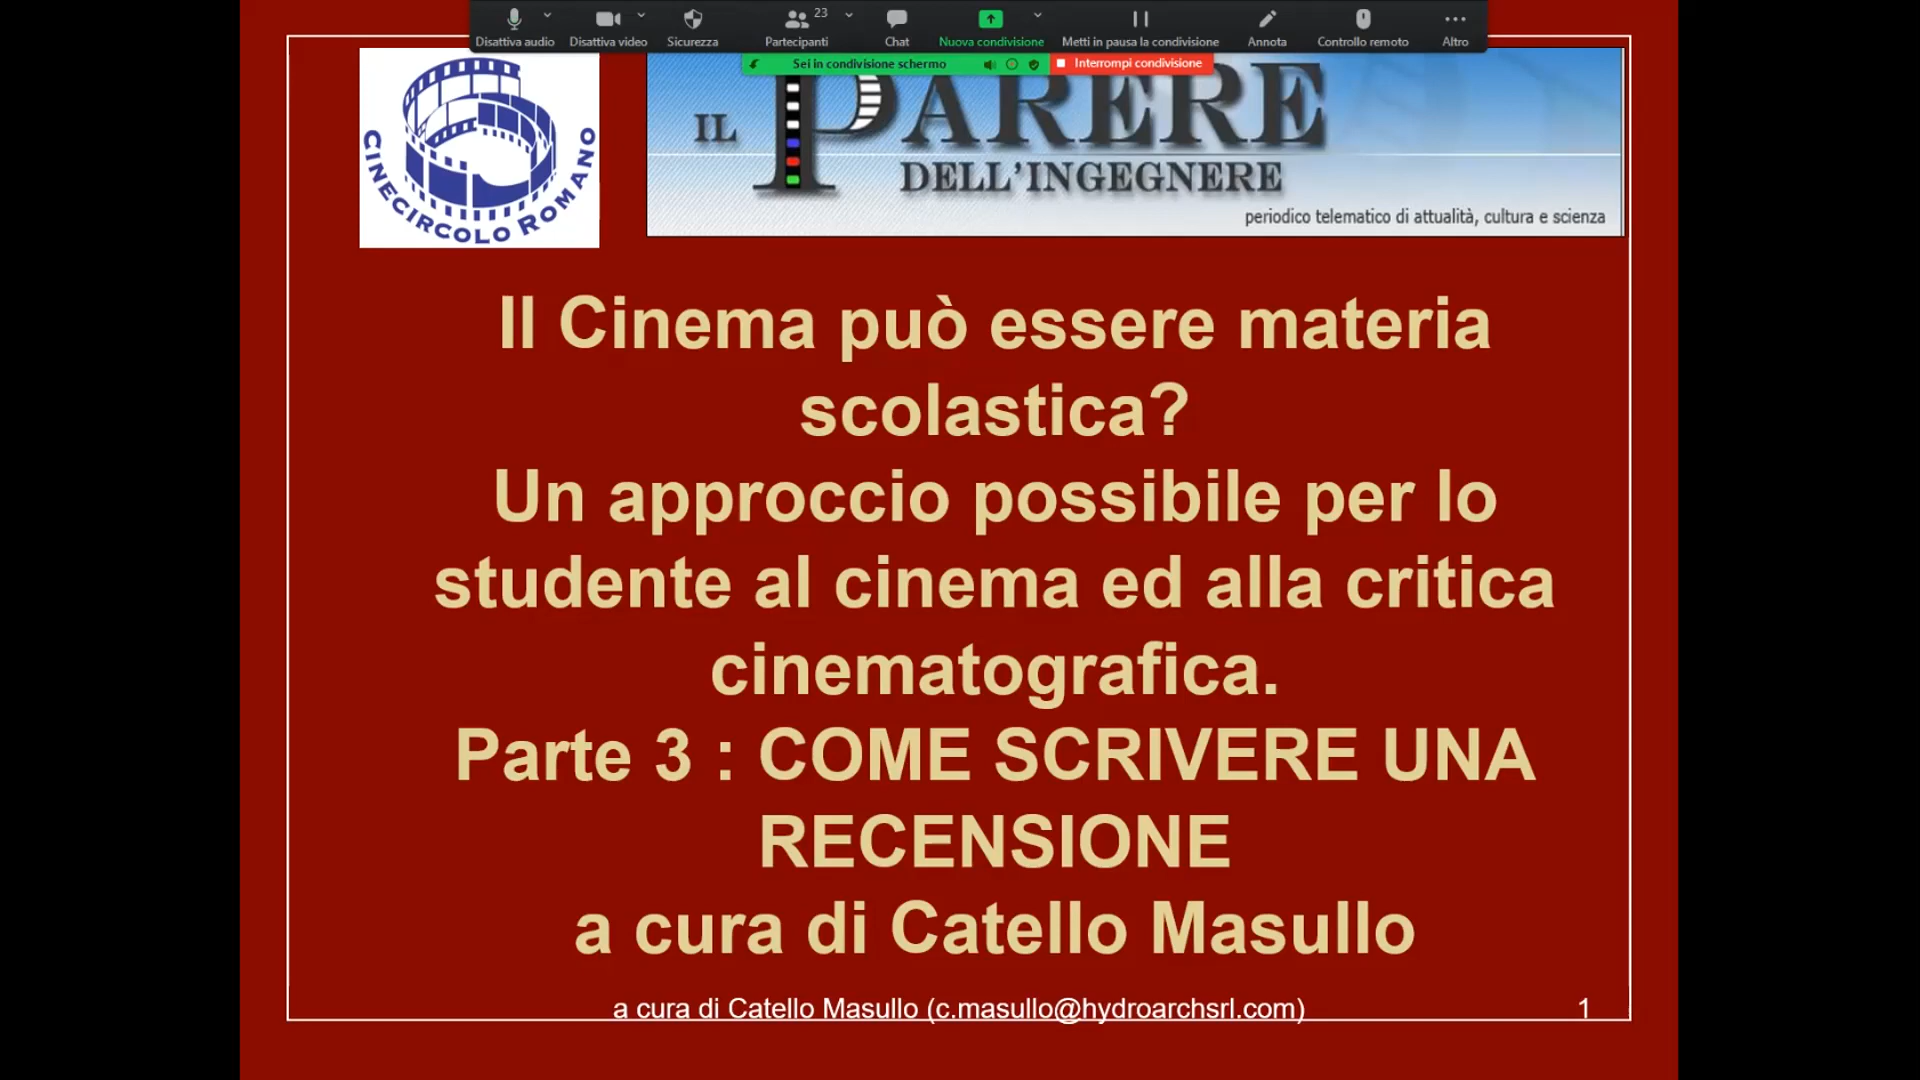 Disattiva audio
Disattiva video
Sicurezza
Partecipanti
23
Chat
Nuova condivisione
Metti in pausa la condivisione
Annota
Controllo remoto
Altro
Sei in condivisione schermo
Interrompi condivisione
CINECIRCOLO ROMANO
IL PARERE
DELL'INGEGNERE
periodico telematico di attualità, cultura e scienza
Il Cinema può essere materia
scolastica?
Un approccio possibile per lo
studente al cinema ed alla critica
cinematografica.
Parte 3 : COME SCRIVERE UNA
RECENSIONE
a cura di Catello Masullo
a cura di Catello Masullo (c.masullo@hydroarchsrl.com)
1